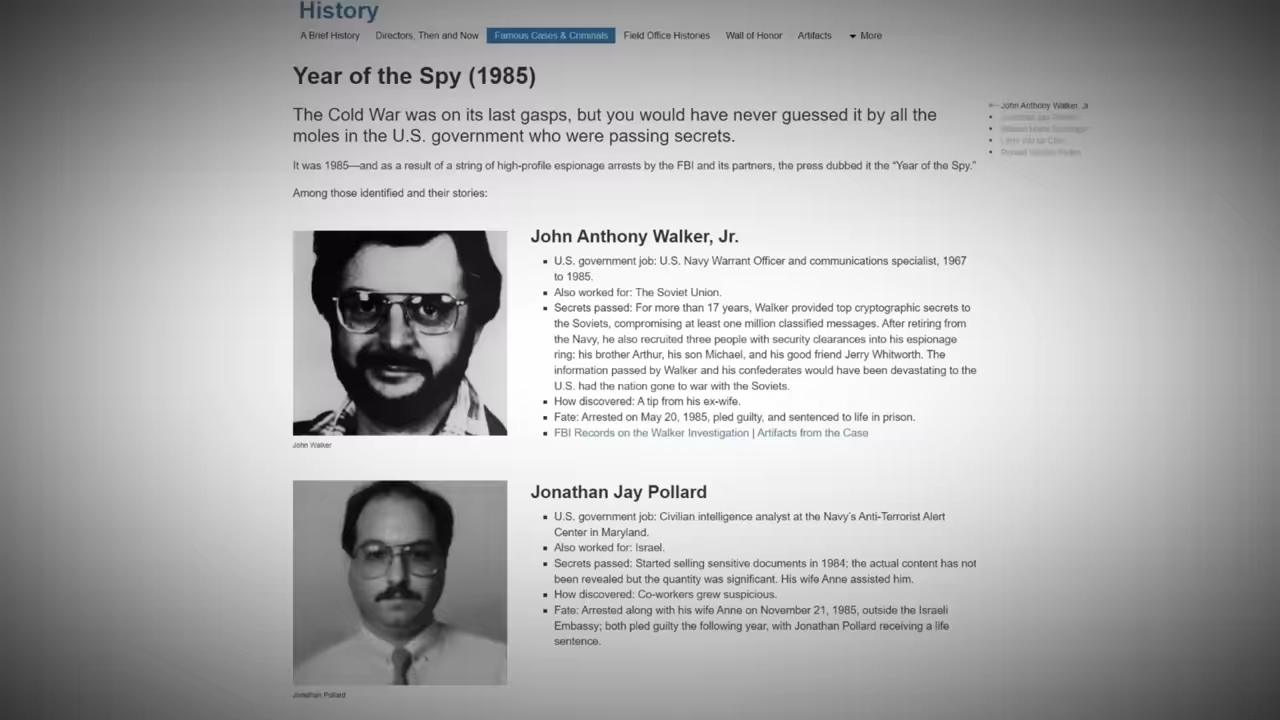 History
A Brief History Directors, Then and Now Famous Cases & Criminals Field Office Histories Wall of Honor Artifacts More
Year of the Spy (1985)
The Cold War was on its last gasps, but you would have never guessed it by all the
moles in the U.S. government who were passing secrets.
It was 1985—and as a result of a string of high-profile espionage arrests by the FBI and its partners, the press dubbed it the “Year of the Spy.”
Among those identified and their stories:
John Anthony Walker, Jr
John Anthony Walker, Jr.
U.S. government job: U.S. Navy Warrant Officer and communications specialist, 1967
to 1985.
Also worked for: The Soviet Union.
Secrets passed: For more than 17 years, Walker provided top cryptographic secrets to
the Soviets, compromising at least one million classified messages. After retiring from
the Navy, he also recruited three people with security clearances into his espionage
ring: his brother Arthur, his son Michael, and his good friend Jerry Whitworth. The
information passed by Walker and his confederates would have been devastating to the
U.S. had the nation gone to war with the Soviets.
How discovered: A tip from his ex-wife.
Fate: Arrested on May 20, 1985, pled guilty, and sentenced to life in prison.
FBI Records on the Walker Investigation | Artifacts from the Case
John Walker
Jonathan Jay Pollard
U.S. government job: Civilian intelligence analyst at the Navy’s Anti-Terrorist Alert
Center in Maryland.
Also worked for: Israel.
Secrets passed: Started selling sensitive documents in 1984; the actual content has not
been revealed but the quantity was significant. His wife Anne assisted him.
How discovered: Co-workers grew suspicious.
Fate: Arrested along with his wife Anne on November 21, 1985, outside the Israeli
Embassy; both pled guilty the following year, with Jonathan Pollard receiving a life
sentence.
Jonathan Pollard